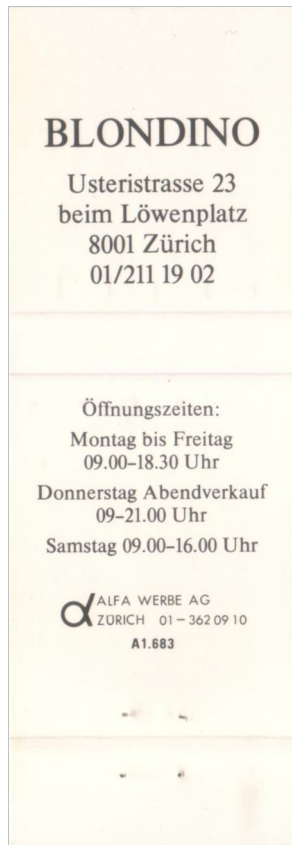 BLONDINO
Usteristrasse 23
beim Löwenplatz
8001 Zürich
01/211 19 02
Öffnungszeiten:
Montag bis Freitag
09.00–18.30 Uhr
Donnerstag Abendverkauf
09–21.00 Uhr
Samstag 09.00–16.00 Uhr
ALFA WERBE AG
ZÜRICH 01–362 09 10
A1.683